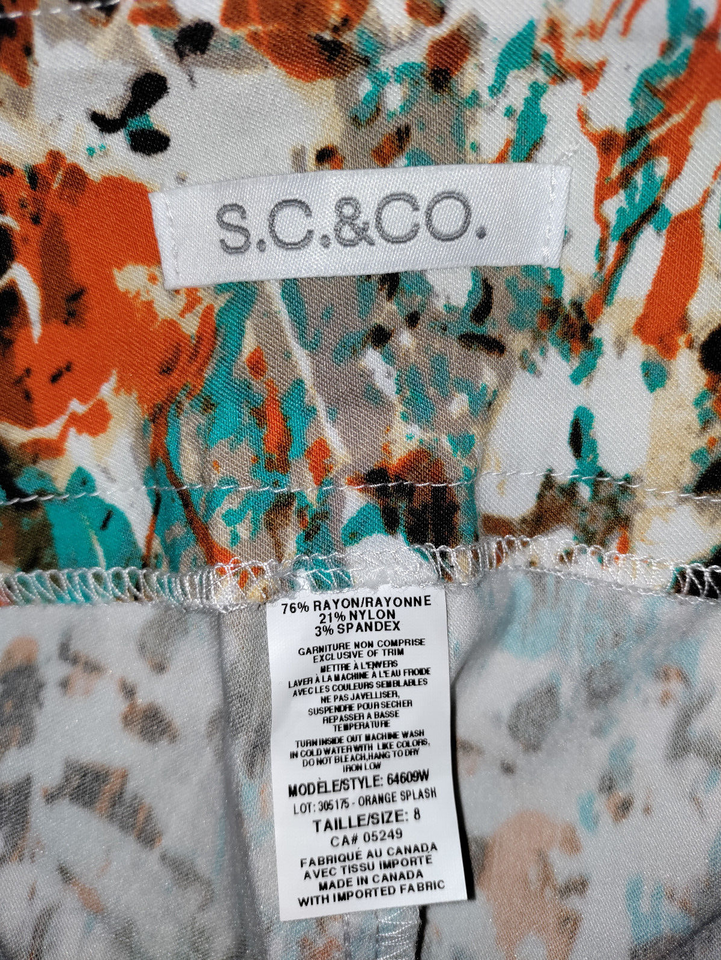 S.C.&CO.
76% RAYON/RAYONNE
21% NYLON
3% SPANDEX
GARNITURE NON COMPRISE
EXCLUSIVE OF TRIM
METTRE À L'ENVERS
LAVER À LA MACHINE À L'EAU FROIDE
AVEC LES COULEURS SEMBLABLES
NE PAS JAVELLISER,
SUSPENDRE POUR SECHER
REPASSER A BASSE
TEMPERATURE
TURN INSIDE OUT MACHINE WASH
IN COLD WATER WITH LIKE COLORS,
DO NOT BLEACH,HANG TO DRY
IRON LOW
MODÈLE/STYLE: 64609W
LOT: 305175 - ORANGE SPLASH
TAILLE/SIZE: 8
CA# 05249
FABRIQUÉ AU CANADA
AVEC TISSU IMPORTÉ
MADE IN CANADA
WITH IMPORTED FABRIC